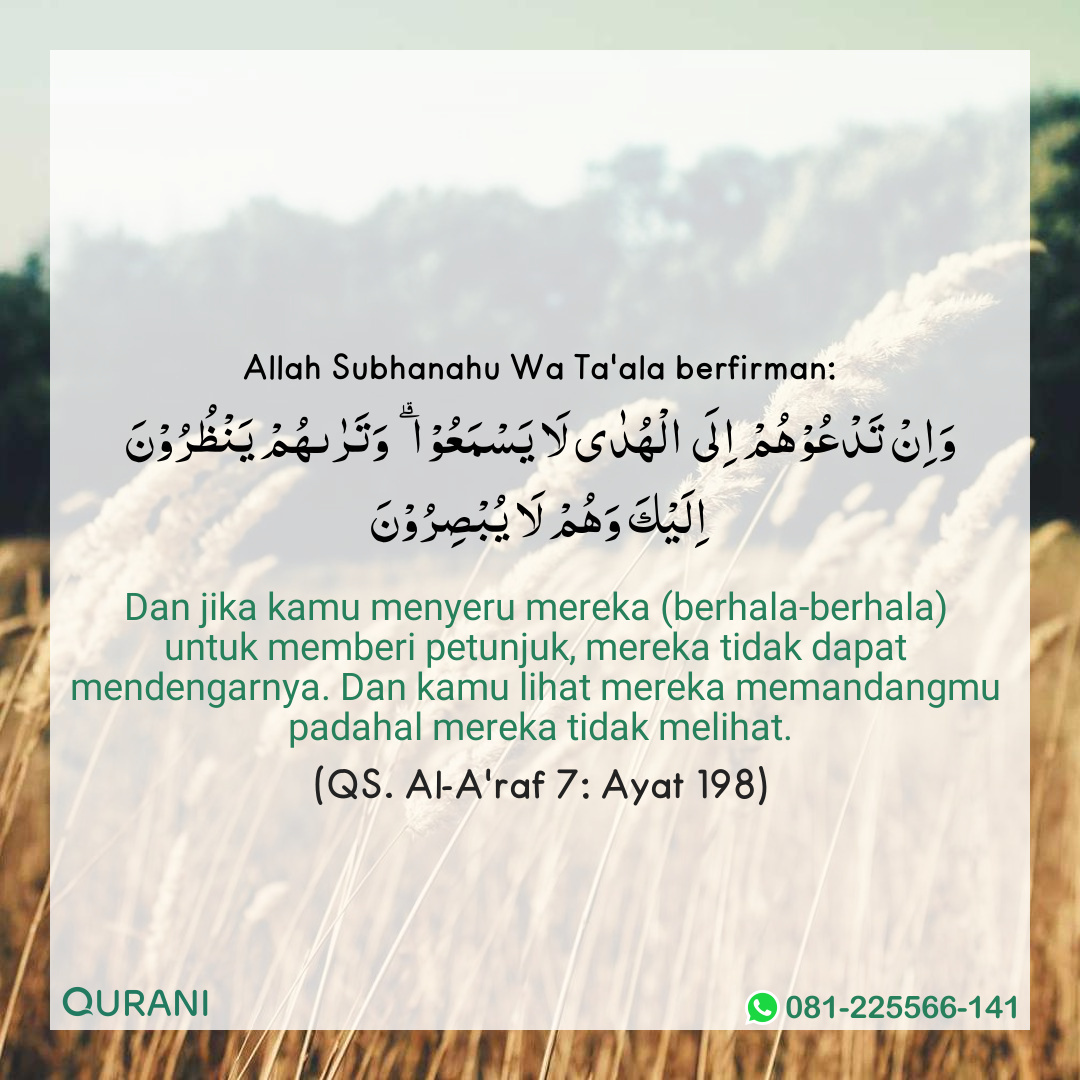 Allah Subhanahu Wa Ta'ala berfirman:
وَاِنْ تَدْعُوْهُمْ اِلَى الْهُدٰى لَا يَسْمَعُوْاۗ وَتَرٰىهُمْ يَنْظُرُوْنَ
اِلَيْكَ وَهُمْ لَا يُبْصِرُوْنَ
Dan jika kamu menyeru mereka (berhala-berhala)
untuk memberi petunjuk, mereka tidak dapat
mendengarnya. Dan kamu lihat mereka memandangmu
padahal mereka tidak melihat.
(QS. Al-A'raf 7: Ayat 198)
QURANI
081-225566-141